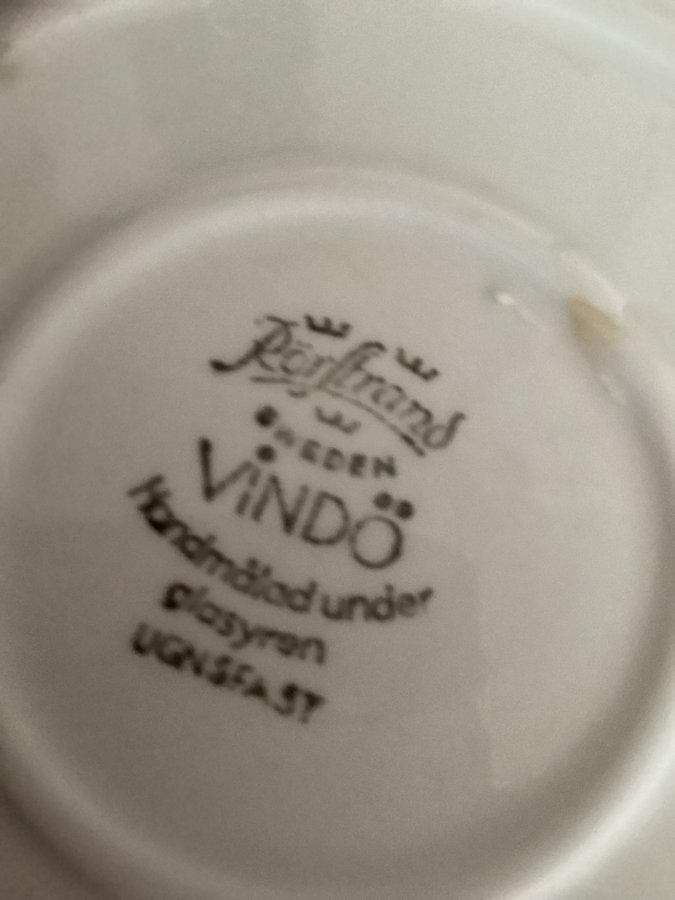 Rörstrand
SWEDEN
VINDÖ
Handmålad under
glasyren
UGNSFAST